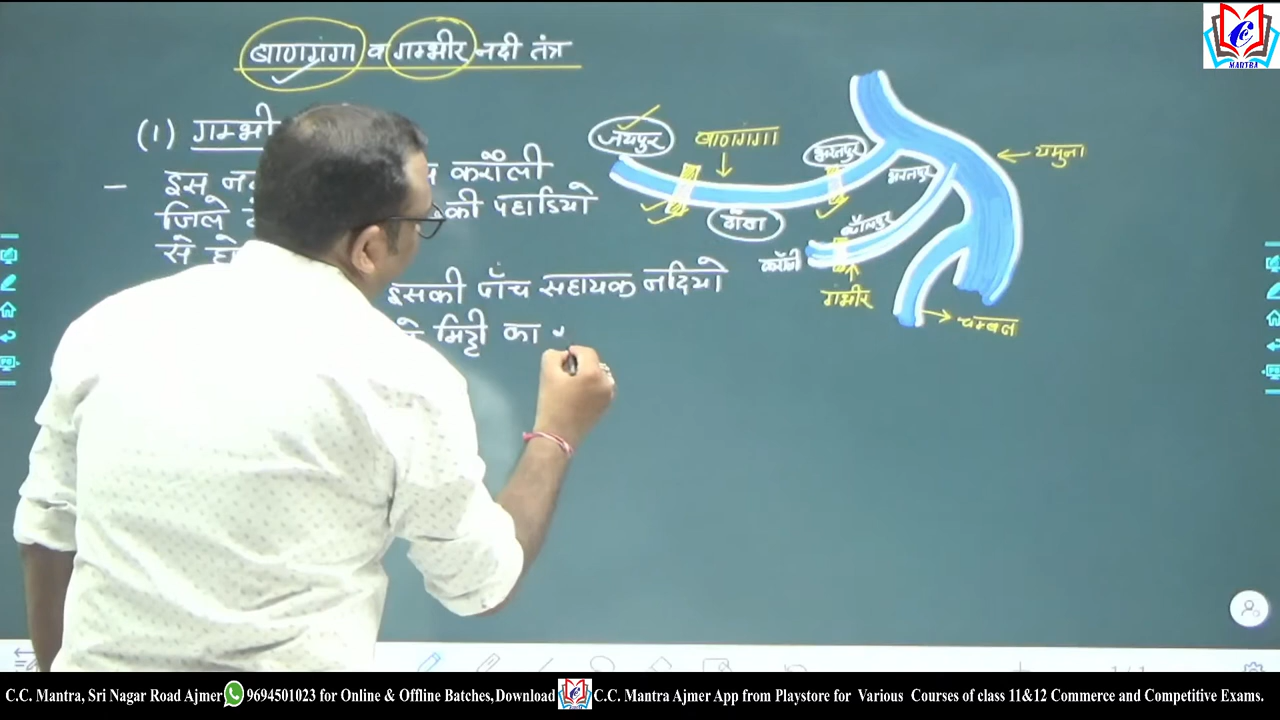 बाणगंगा व गम्भीर नदी तंत्र
(1) गम्भी
- इस करौली
जिले की पहाडियो
से
इसकी पाँच सहायक नदियो
मिट्टी का
जयपुर
बाणगंगा
भरतपुर
यमुना
भरतपुर
दौसा
धौलपुर
करौली
गंभीर
चम्बल
MANTRA
C.C. Mantra, Sri Nagar Road Ajmer 9694501023 for Online & Offline Batches,Download C.C. Mantra Ajmer App from Playstore for Various Courses of class 11&12 Commerce and Competitive Exams.